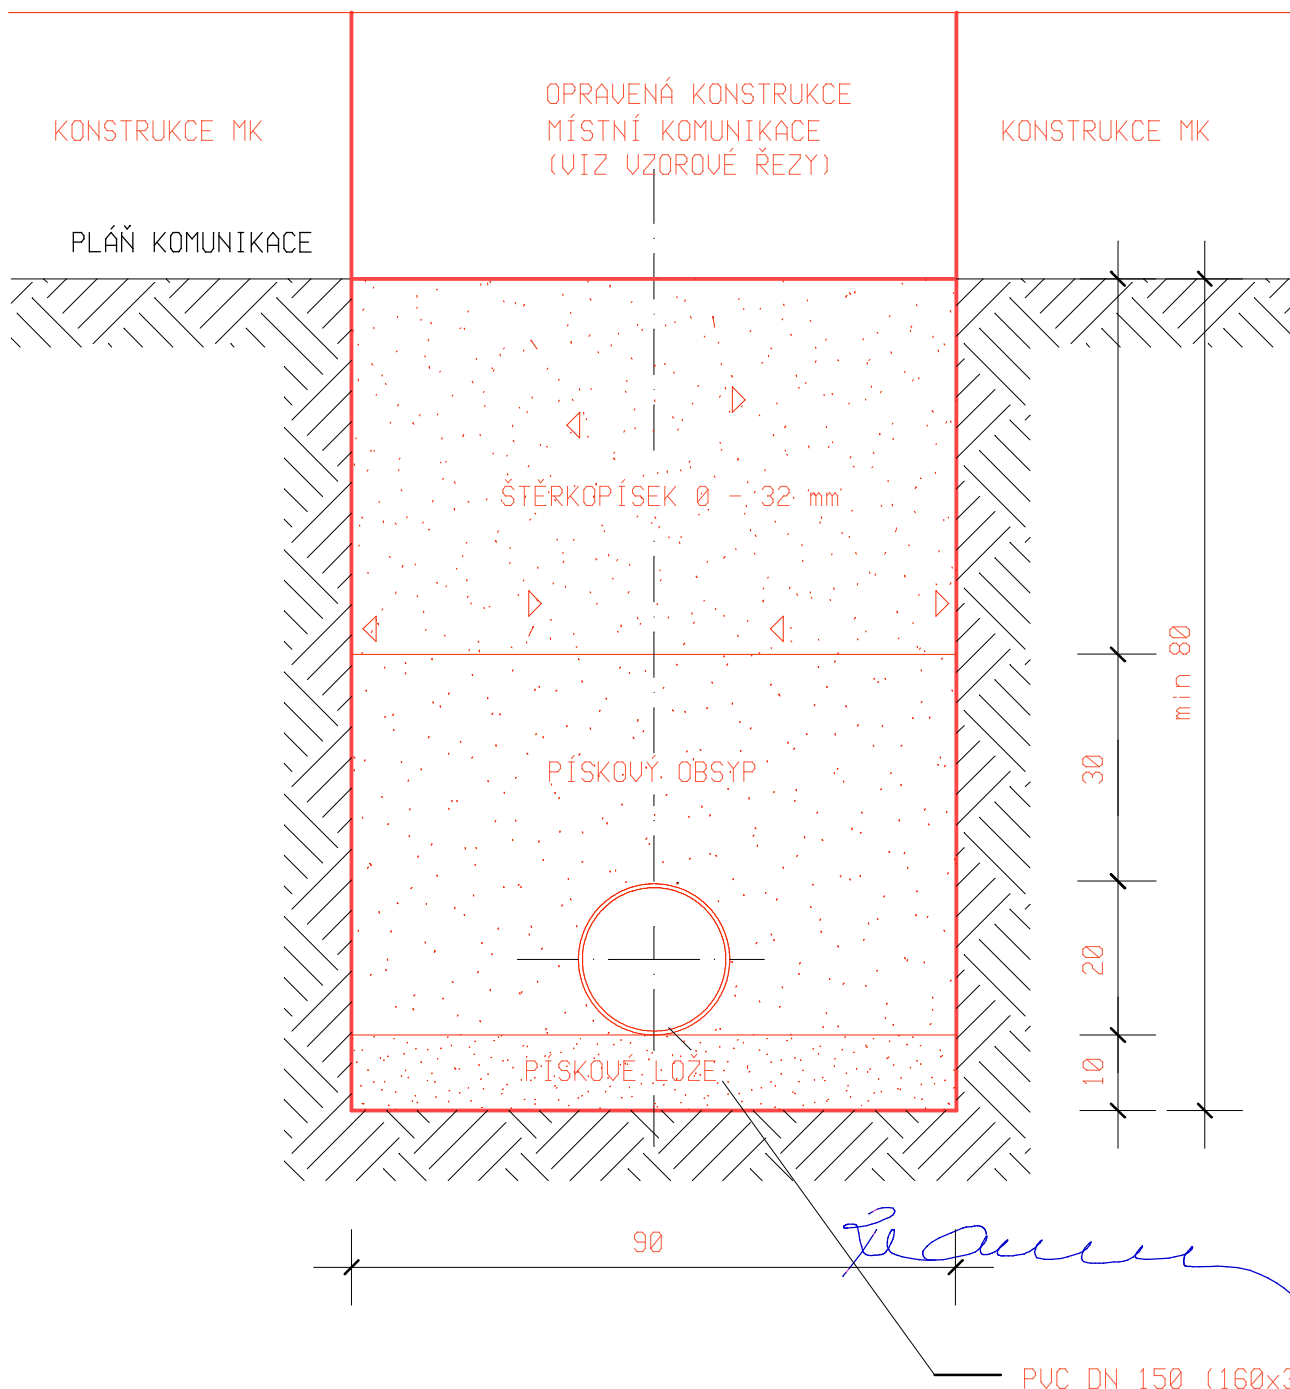 OPRAVENÁ KONSTRUKCE
MÍSTNÍ KOMUNIKACE
(VIZ VZOROVÉ ŘEZY)
KONSTRUKCE MK
KONSTRUKCE MK
PLÁŇ KOMUNIKACE
ŠTĚRKOPÍSEK 0 - 32 mm
min 80
PÍSKOVÝ OBSYP
30
20
PÍSKOVÉ LOŽE
10
90
PVC DN 150 (160x3